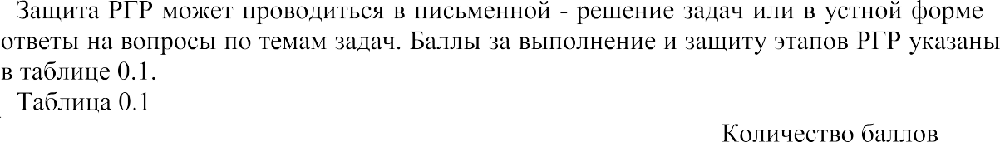 Защита РГР может проводиться в письменной - решение задач или в устной форме
ответы на вопросы по темам задач. Баллы за выполнение и защиту этапов РГР указаны
в таблице 0.1.
Таблица 0.1
Количество баллов